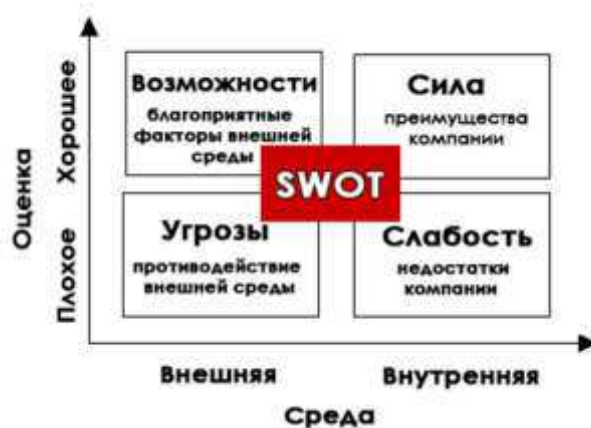 Оценка
Хорошее
Плохое
Возможности
благоприятные
факторы внешней
среды
Сила
преимущества
компании
SWOT
Угрозы
противодействие
внешней среды
Слабость
недостатки
компании
Внешняя
Внутренняя
Среда